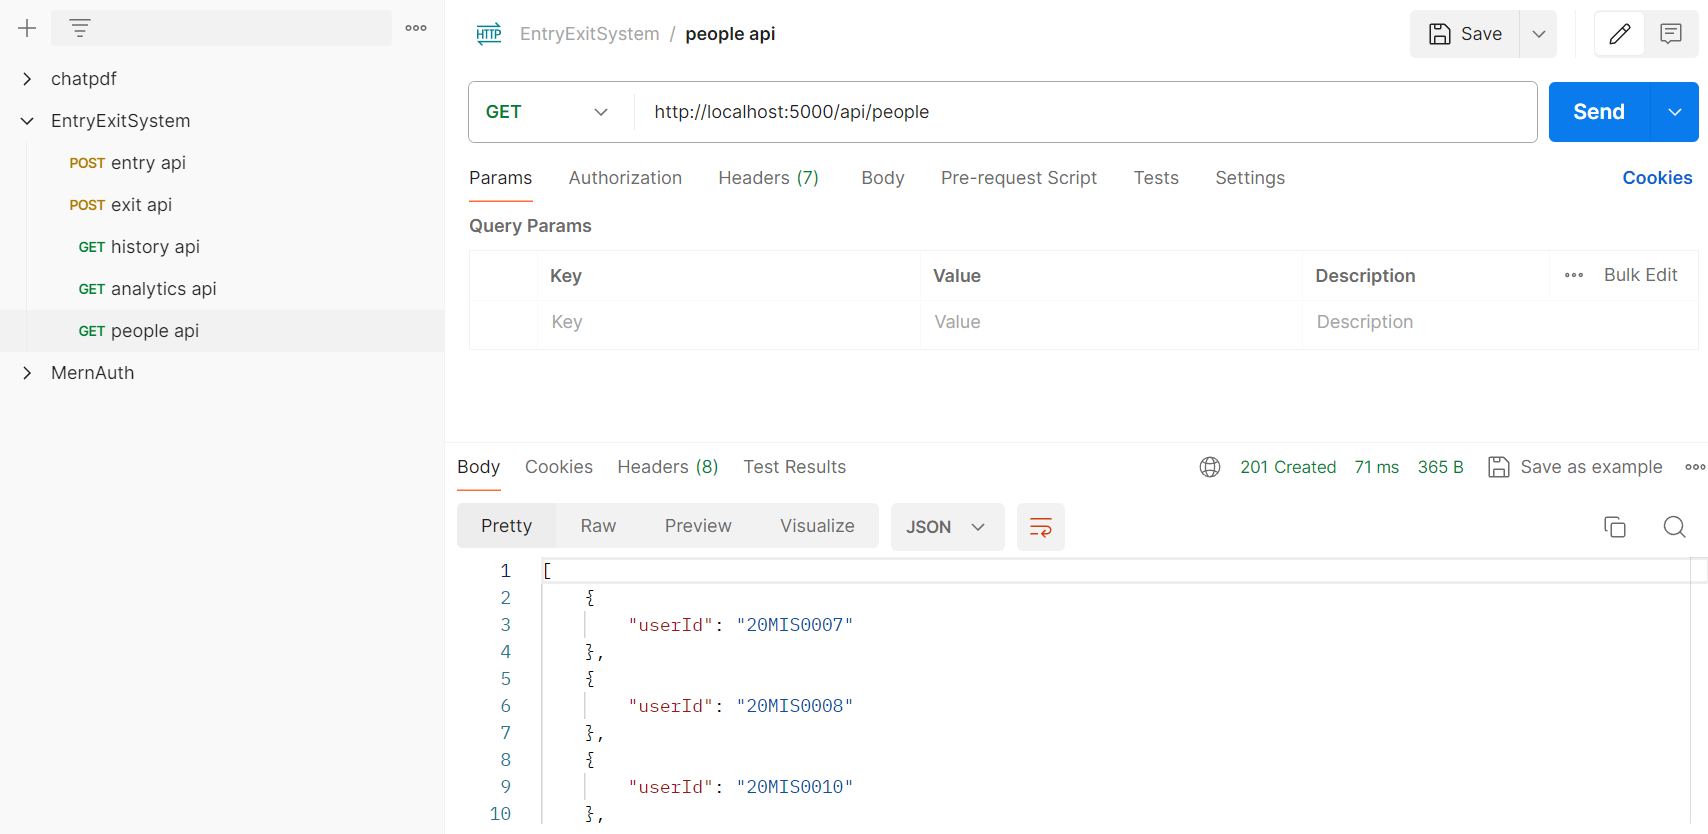 chatpdf
EntryExitSystem
POST entry api
POST exit api
GET history api
GET analytics api
GET people api
MernAuth
HTTP EntryExitSystem / people api
Save
GET http://localhost:5000/api/people
Send
Params Authorization Headers (7) Body Pre-request Script Tests Settings Cookies
Query Params
Key Value Description Bulk Edit
Key Value Description
Body Cookies Headers (8) Test Results 201 Created 71 ms 365 B Save as example
Pretty Raw Preview Visualize JSON
1 [
2 {
3 "userId": "20MIS0007"
4 },
5 {
6 "userId": "20MIS0008"
7 },
8 {
9 "userId": "20MIS0010"
10 },